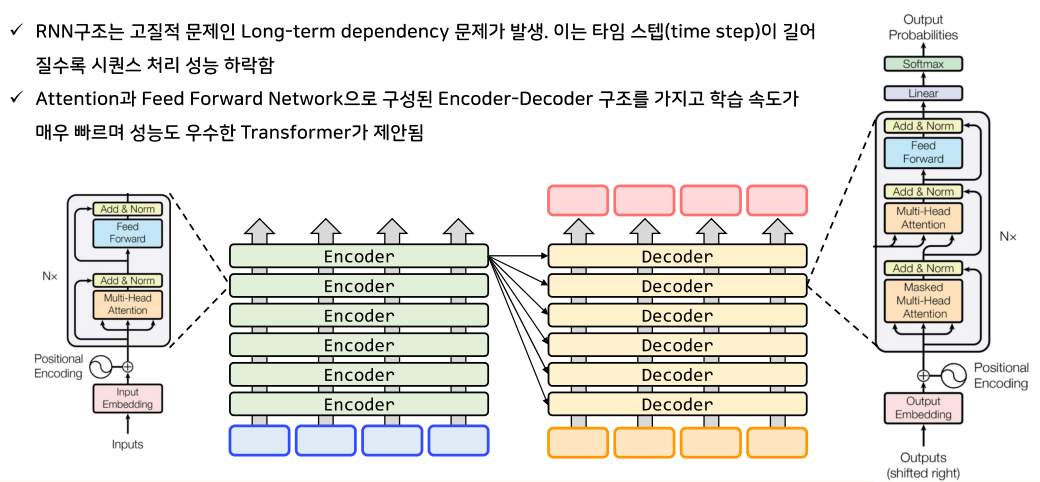 ✓ RNN구조는 고질적 문제인 Long-term dependency 문제가 발생. 이는 타임 스텝(time step)이 길어
질수록 시퀀스 처리 성능 하락함
✓ Attention과 Feed Forward Network으로 구성된 Encoder-Decoder 구조를 가지고 학습 속도가
매우 빠르며 성능도 우수한 Transformer가 제안됨
Add & Norm
Feed
Forward
N×
Add & Norm
Multi-Head
Attention
Positional
Encoding
Input
Embedding
Inputs
Encoder
Encoder
Encoder
Encoder
Encoder
Encoder
Decoder
Decoder
Decoder
Decoder
Decoder
Decoder
Output
Probabilities
Softmax
Linear
Add & Norm
Feed
Forward
Add & Norm
Multi-Head
Attention
N×
Add & Norm
Masked
Multi-Head
Attention
Positional
Encoding
Output
Embedding
Outputs
(shifted right)